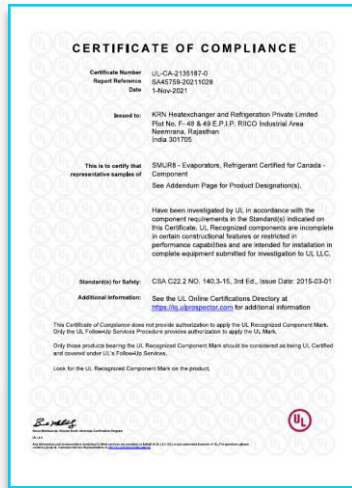 CERTIFICATE OF COMPLIANCE
Certificate Number UL-CA-2135187-0
Report Reference SA45759-20211028
Date 1-Nov-2021
Issued to: KRN Heatexchanger and Refrigeration Private Limited
Plot No. F- 48 & 49 E.P.I.P. RIICO Industrial Area
Neemrana, Rajasthan
India 301705
This is to certify that representative samples of SMUR8 - Evaporators, Refrigerant Certified for Canada -
Component
See Addendum Page for Product Designation(s).
Have been investigated by UL in accordance with the
component requirements in the Standard(s) indicated on
this Certificate. UL Recognized components are incomplete
in certain constructional features or restricted in
performance capabilities and are intended for installation in
complete equipment submitted for investigation to UL LLC.
Standard(s) for Safety: CSA C22.2 NO. 140.3-15, 3rd Ed., Issue Date: 2015-03-01
Additional Information: See the UL Online Certifications Directory at
https://iq.ulprospector.com for additional information
This Certificate of Compliance does not provide authorization to apply the UL Recognized Component Mark.
Only the UL Follow-Up Services Procedure provides authorization to apply the UL Mark.
Only those products bearing the UL Recognized Component Mark should be considered as being UL Certified
and covered under UL's Follow-Up Services.
Look for the UL Recognized Component Mark on the product.
UL